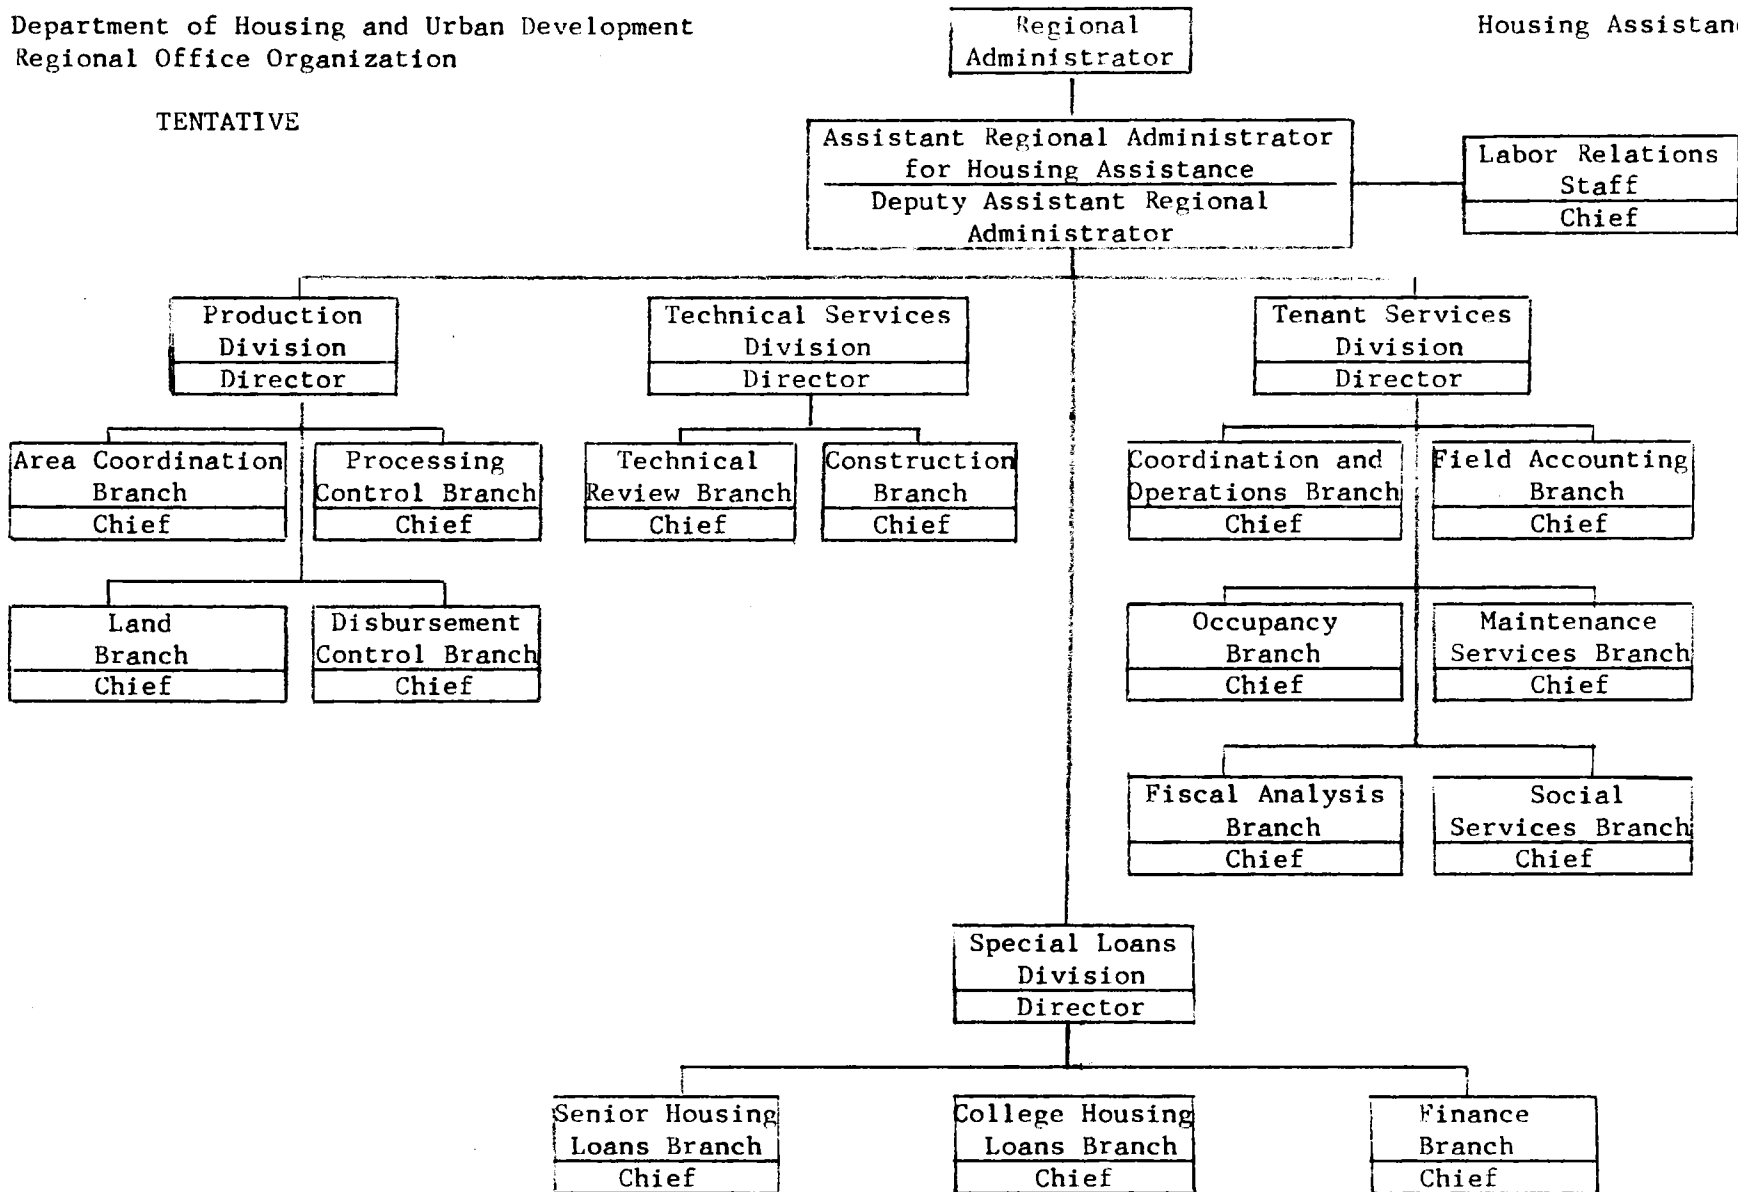 Department of Housing and Urban Development
Regional Office Organization
TENTATIVE
Regional
Administrator
Housing Assistanc
Assistant Regional Administrator
for Housing Assistance
Deputy Assistant Regional
Administrator
Labor Relations
Staff
Chief
Production
Division
Director
Technical Services
Division
Director
Tenant Services
Division
Director
Area Coordination
Branch
Chief
Processing
Control Branch
Chief
Technical
Review Branch
Chief
Construction
Branch
Chief
Coordination and
Operations Branch
Chief
Field Accounting
Branch
Chief
Land
Branch
Chief
Disbursement
Control Branch
Chief
Occupancy
Branch
Chief
Maintenance
Services Branch
Chief
Fiscal Analysis
Branch
Chief
Social
Services Branch
Chief
Special Loans
Division
Director
Senior Housing
Loans Branch
Chief
College Housing
Loans Branch
Chief
Finance
Branch
Chief